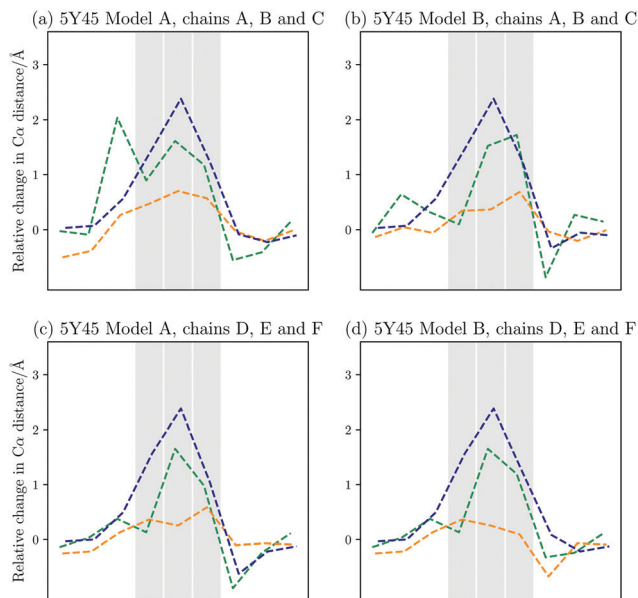 (a) 5Y45 Model A, chains A, B and C
(b) 5Y45 Model B, chains A, B and C
Relative change in Cα distance/Å
3
2
1
0
3
2
1
0
(c) 5Y45 Model A, chains D, E and F
(d) 5Y45 Model B, chains D, E and F
Relative change in Cα distance/Å
3
2
1
0
3
2
1
0